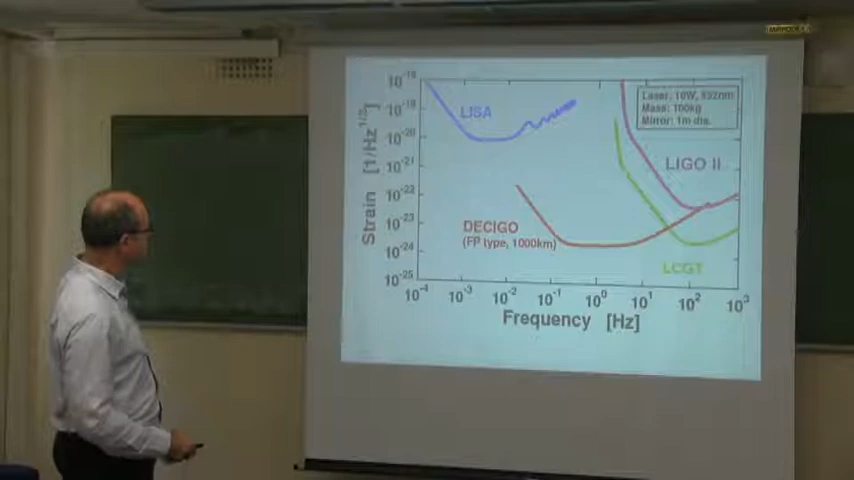 Laser: 10W, 532nm
Mass: 100kg
Mirror: 1m dia.
LISA
LIGO II
DECIGO
(FP type, 1000km)
LCGT
Strain [1/Hz^1/2]
10^-18
10^-19
10^-20
10^-21
10^-22
10^-23
10^-24
10^-25
10^-4 10^-3 10^-2 10^-1 10^0 10^1 10^2 10^3
Frequency [Hz]